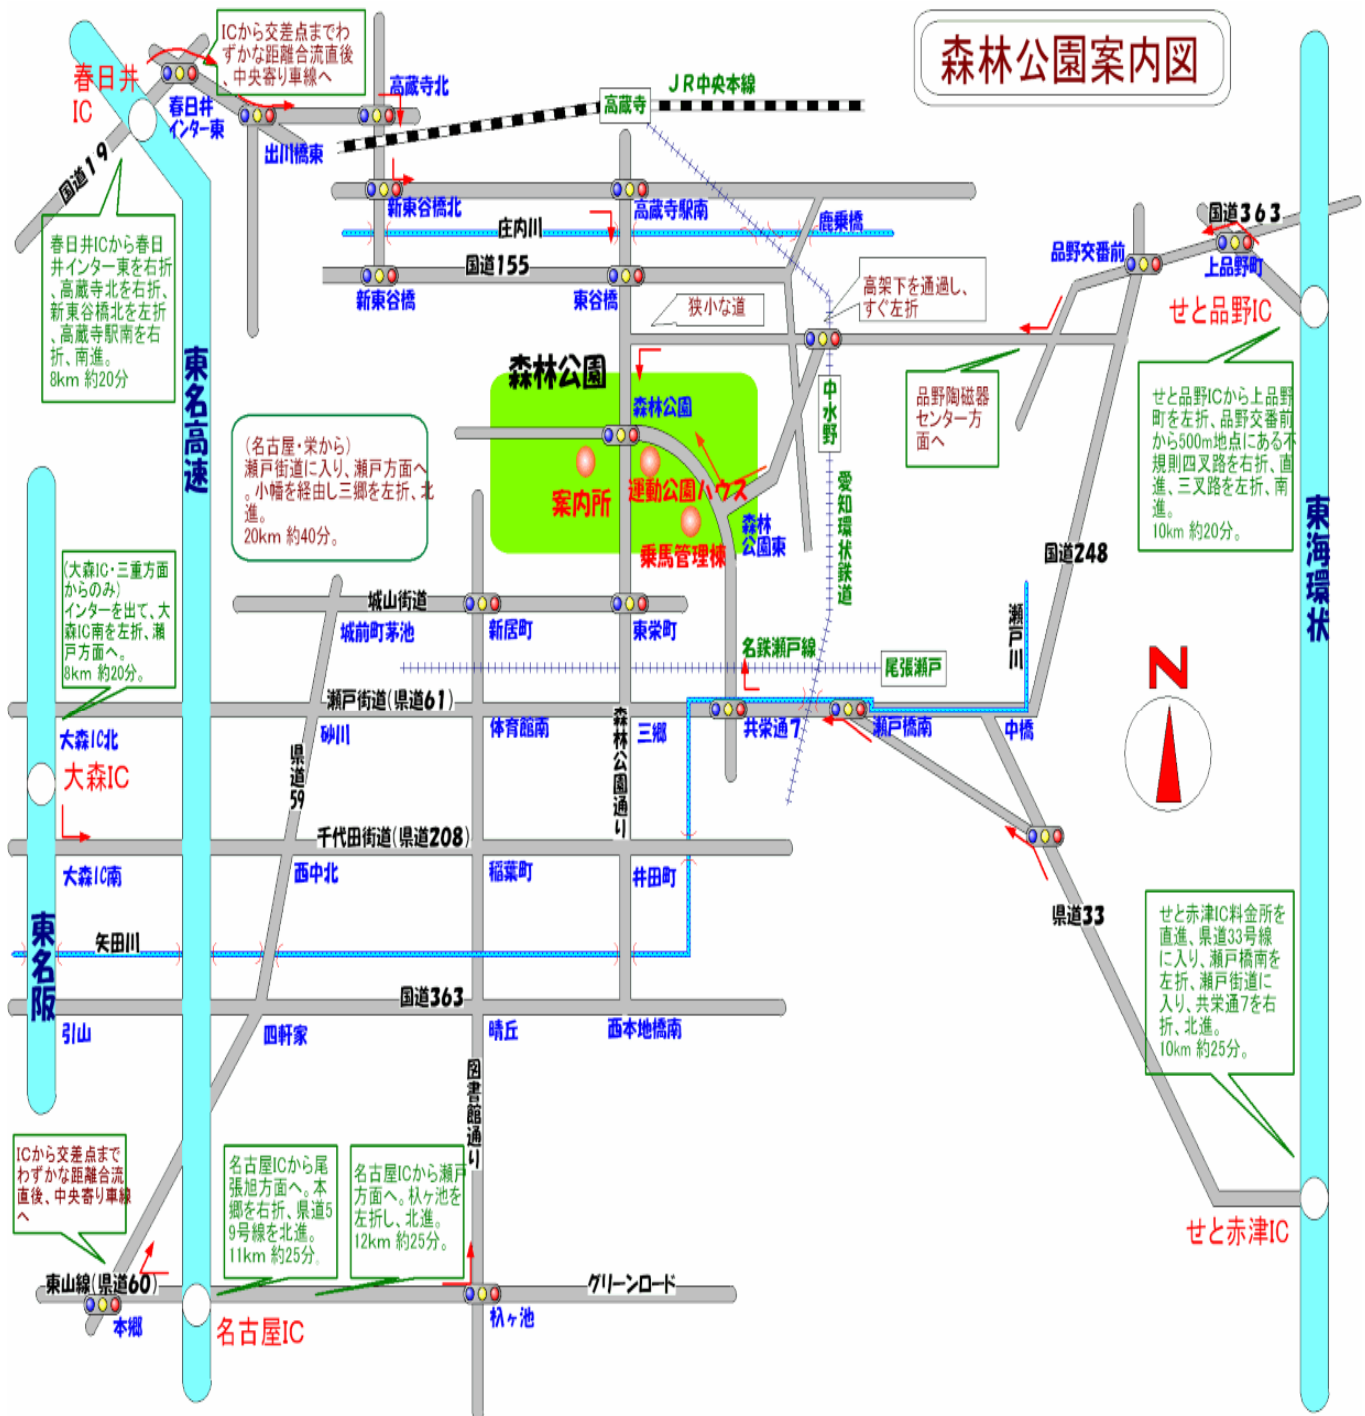 森林公園案内図
ICから交差点までわ
ずかな距離合流直後
、中央寄り車線へ
春日井
IC
春日井
インター東
出川橋東
高蔵寺北
高蔵寺
JR中央本線
国道19
新東谷橋北
高蔵寺駅南
庄内川
鹿乗橋
国道155
新東谷橋
東谷橋
国道363
品野交番前
上品野町
せと品野IC
春日井ICから春日
井インター東を右折
、高蔵寺北を右折、
新東谷橋北を左折
、高蔵寺駅南を右
折、南進。
8km 約20分
高架下を通過し、
すぐ左折
狭小な道
東名高速
森林公園
森林公園
中水野
品野陶磁器
センター方
面へ
せと品野ICから上品野
町を左折、品野交番前
から500m地点にある不
規則四叉路を右折、直
進、三叉路を左折、南
進。
10km 約20分。
(名古屋・栄から)
瀬戸街道に入り、瀬戸方面へ
。小幡を経由し三郷を左折、北
進。
20km 約40分。
案内所
運動公園ハウス
乗馬管理棟
森林
公園東
愛知環状鉄道
国道248
東海環状
(大森IC・三重方面
からのみ)
インターを出て、大
森IC南を左折、瀬
戸方面へ。
8km 約20分。
城山街道
城前町茅池
新居町
東栄町
瀬戸川
名鉄瀬戸線
尾張瀬戸
N
瀬戸街道(県道61)
大森IC北
砂川
体育館南
森林公園通り
三郷
共栄通7
瀬戸橋南
中橋
大森IC
県道59
千代田街道(県道208)
大森IC南
西中北
稲葉町
井田町
県道33
東名阪
矢田川
せと赤津IC料金所を
直進、県道33号線
に入り、瀬戸橋南を
左折、瀬戸街道に
入り、共栄通7を右
折、北進。
10km 約25分。
国道363
引山
四軒家
晴丘
西本地橋南
図書館通り
ICから交差点まで
わずかな距離合流
直後、中央寄り車線
へ
名古屋ICから尾
張旭方面へ。本
郷を右折、県道5
9号線を北進。
11km 約25分。
名古屋ICから瀬戸
方面へ。杁ヶ池を
左折し、北進。
12km 約25分。
せと赤津IC
東山線(県道60)
グリーンロード
本郷
名古屋IC
杁ヶ池